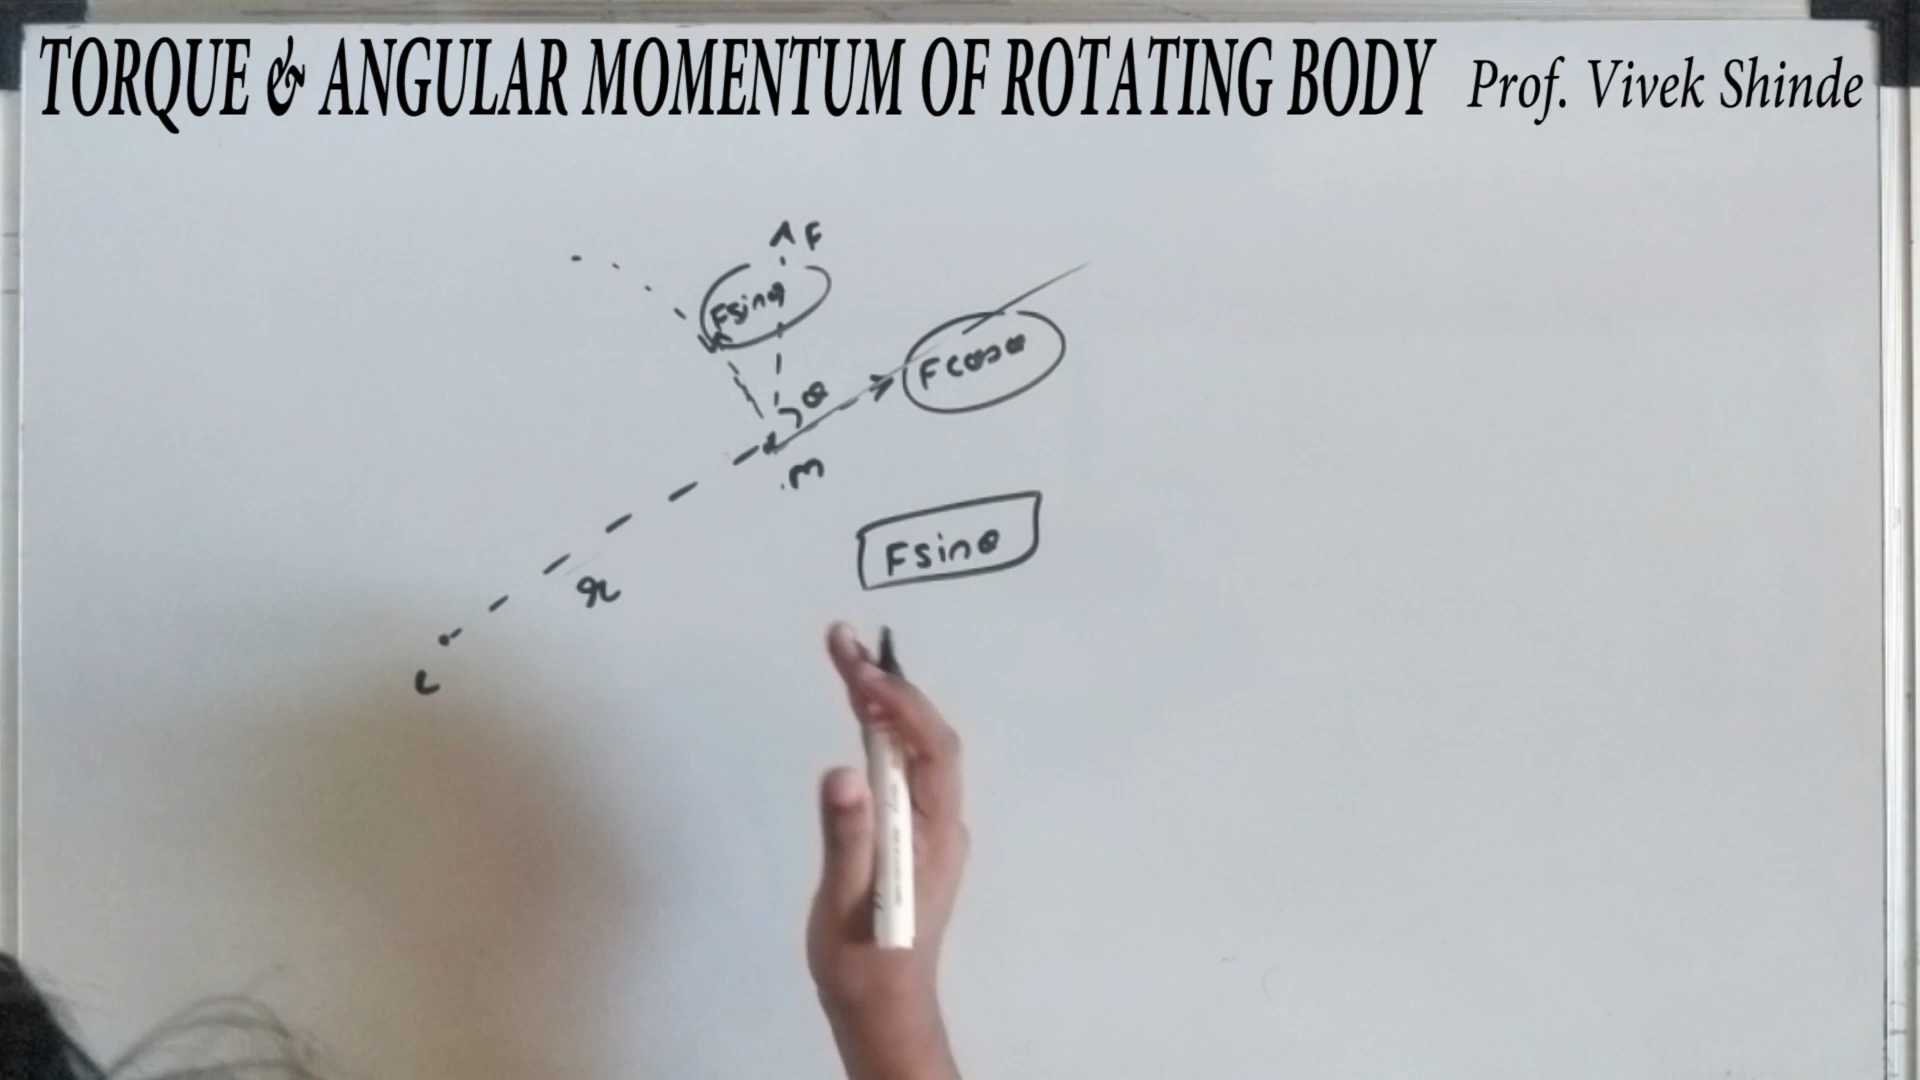 TORQUE & ANGULAR MOMENTUM OF ROTATING BODY Prof. Vivek Shinde
F
Fsinθ
Fcosθ
θ
m
Fsinθ
r
c